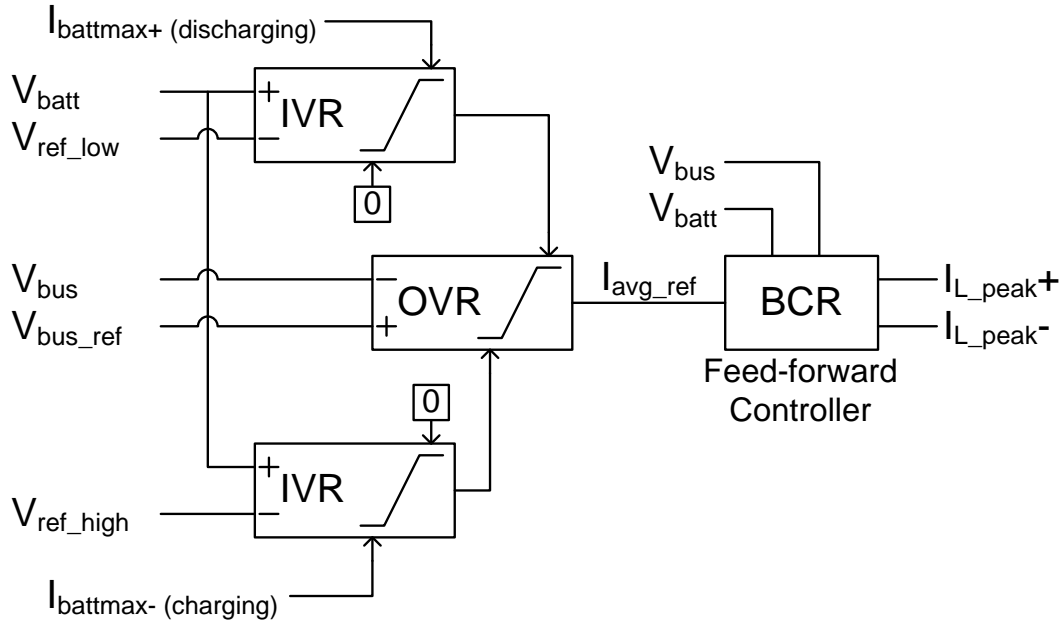 I_battmax+ (discharging)
V_batt
+ IVR
V_ref_low
−
0
V_bus
V_batt
V_bus
−
OVR
I_avg_ref
BCR
I_L_peak+
V_bus_ref
+
I_L_peak-
Feed-forward
Controller
0
+
IVR
V_ref_high
−
I_battmax- (charging)